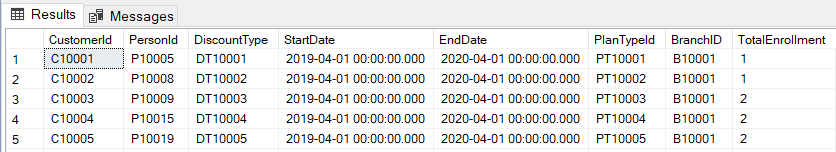 Results Messages
CustomerId PersonId DiscountType StartDate EndDate PlanTypeId BranchID TotalEnrollment
1 C10001 P10005 DT10001 2019-04-01 00:00:00.000 2020-04-01 00:00:00.000 PT10001 B10001 1
2 C10002 P10008 DT10002 2019-04-01 00:00:00.000 2020-04-01 00:00:00.000 PT10002 B10001 1
3 C10003 P10009 DT10003 2019-04-01 00:00:00.000 2020-04-01 00:00:00.000 PT10003 B10001 2
4 C10004 P10015 DT10004 2019-04-01 00:00:00.000 2020-04-01 00:00:00.000 PT10004 B10001 2
5 C10005 P10019 DT10005 2019-04-01 00:00:00.000 2020-04-01 00:00:00.000 PT10005 B10001 2